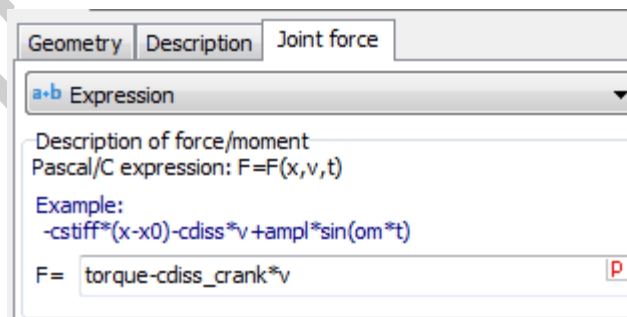 Geometry Description Joint force
a+b Expression
Description of force/moment
Pascal/C expression: F=F(x,v,t)
Example:
-cstiff*(x-x0)-cdiss*v+ampl*sin(om*t)
F= torque-cdiss_crank*v P